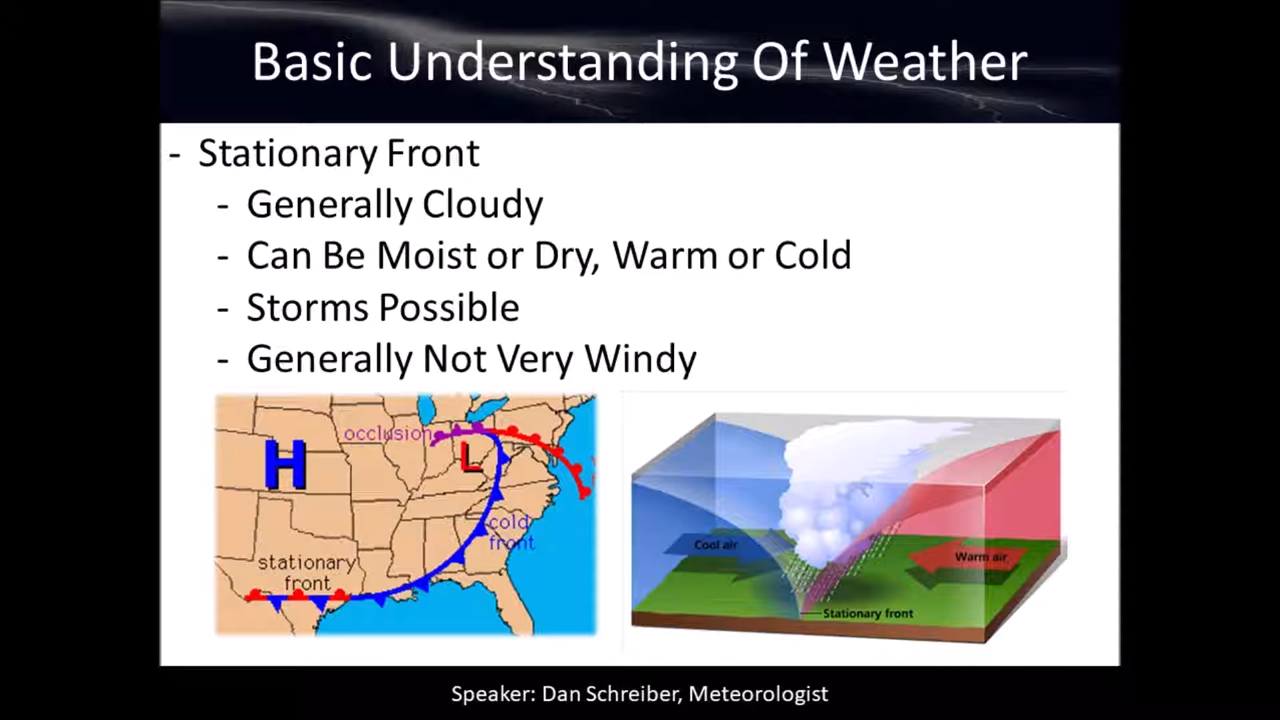 Basic Understanding Of Weather
- Stationary Front
- Generally Cloudy
- Can Be Moist or Dry, Warm or Cold
- Storms Possible
- Generally Not Very Windy
occlusion
H
L
cold
front
stationary
front
Cool air
Warm air
Stationary front
Speaker: Dan Schreiber, Meteorologist